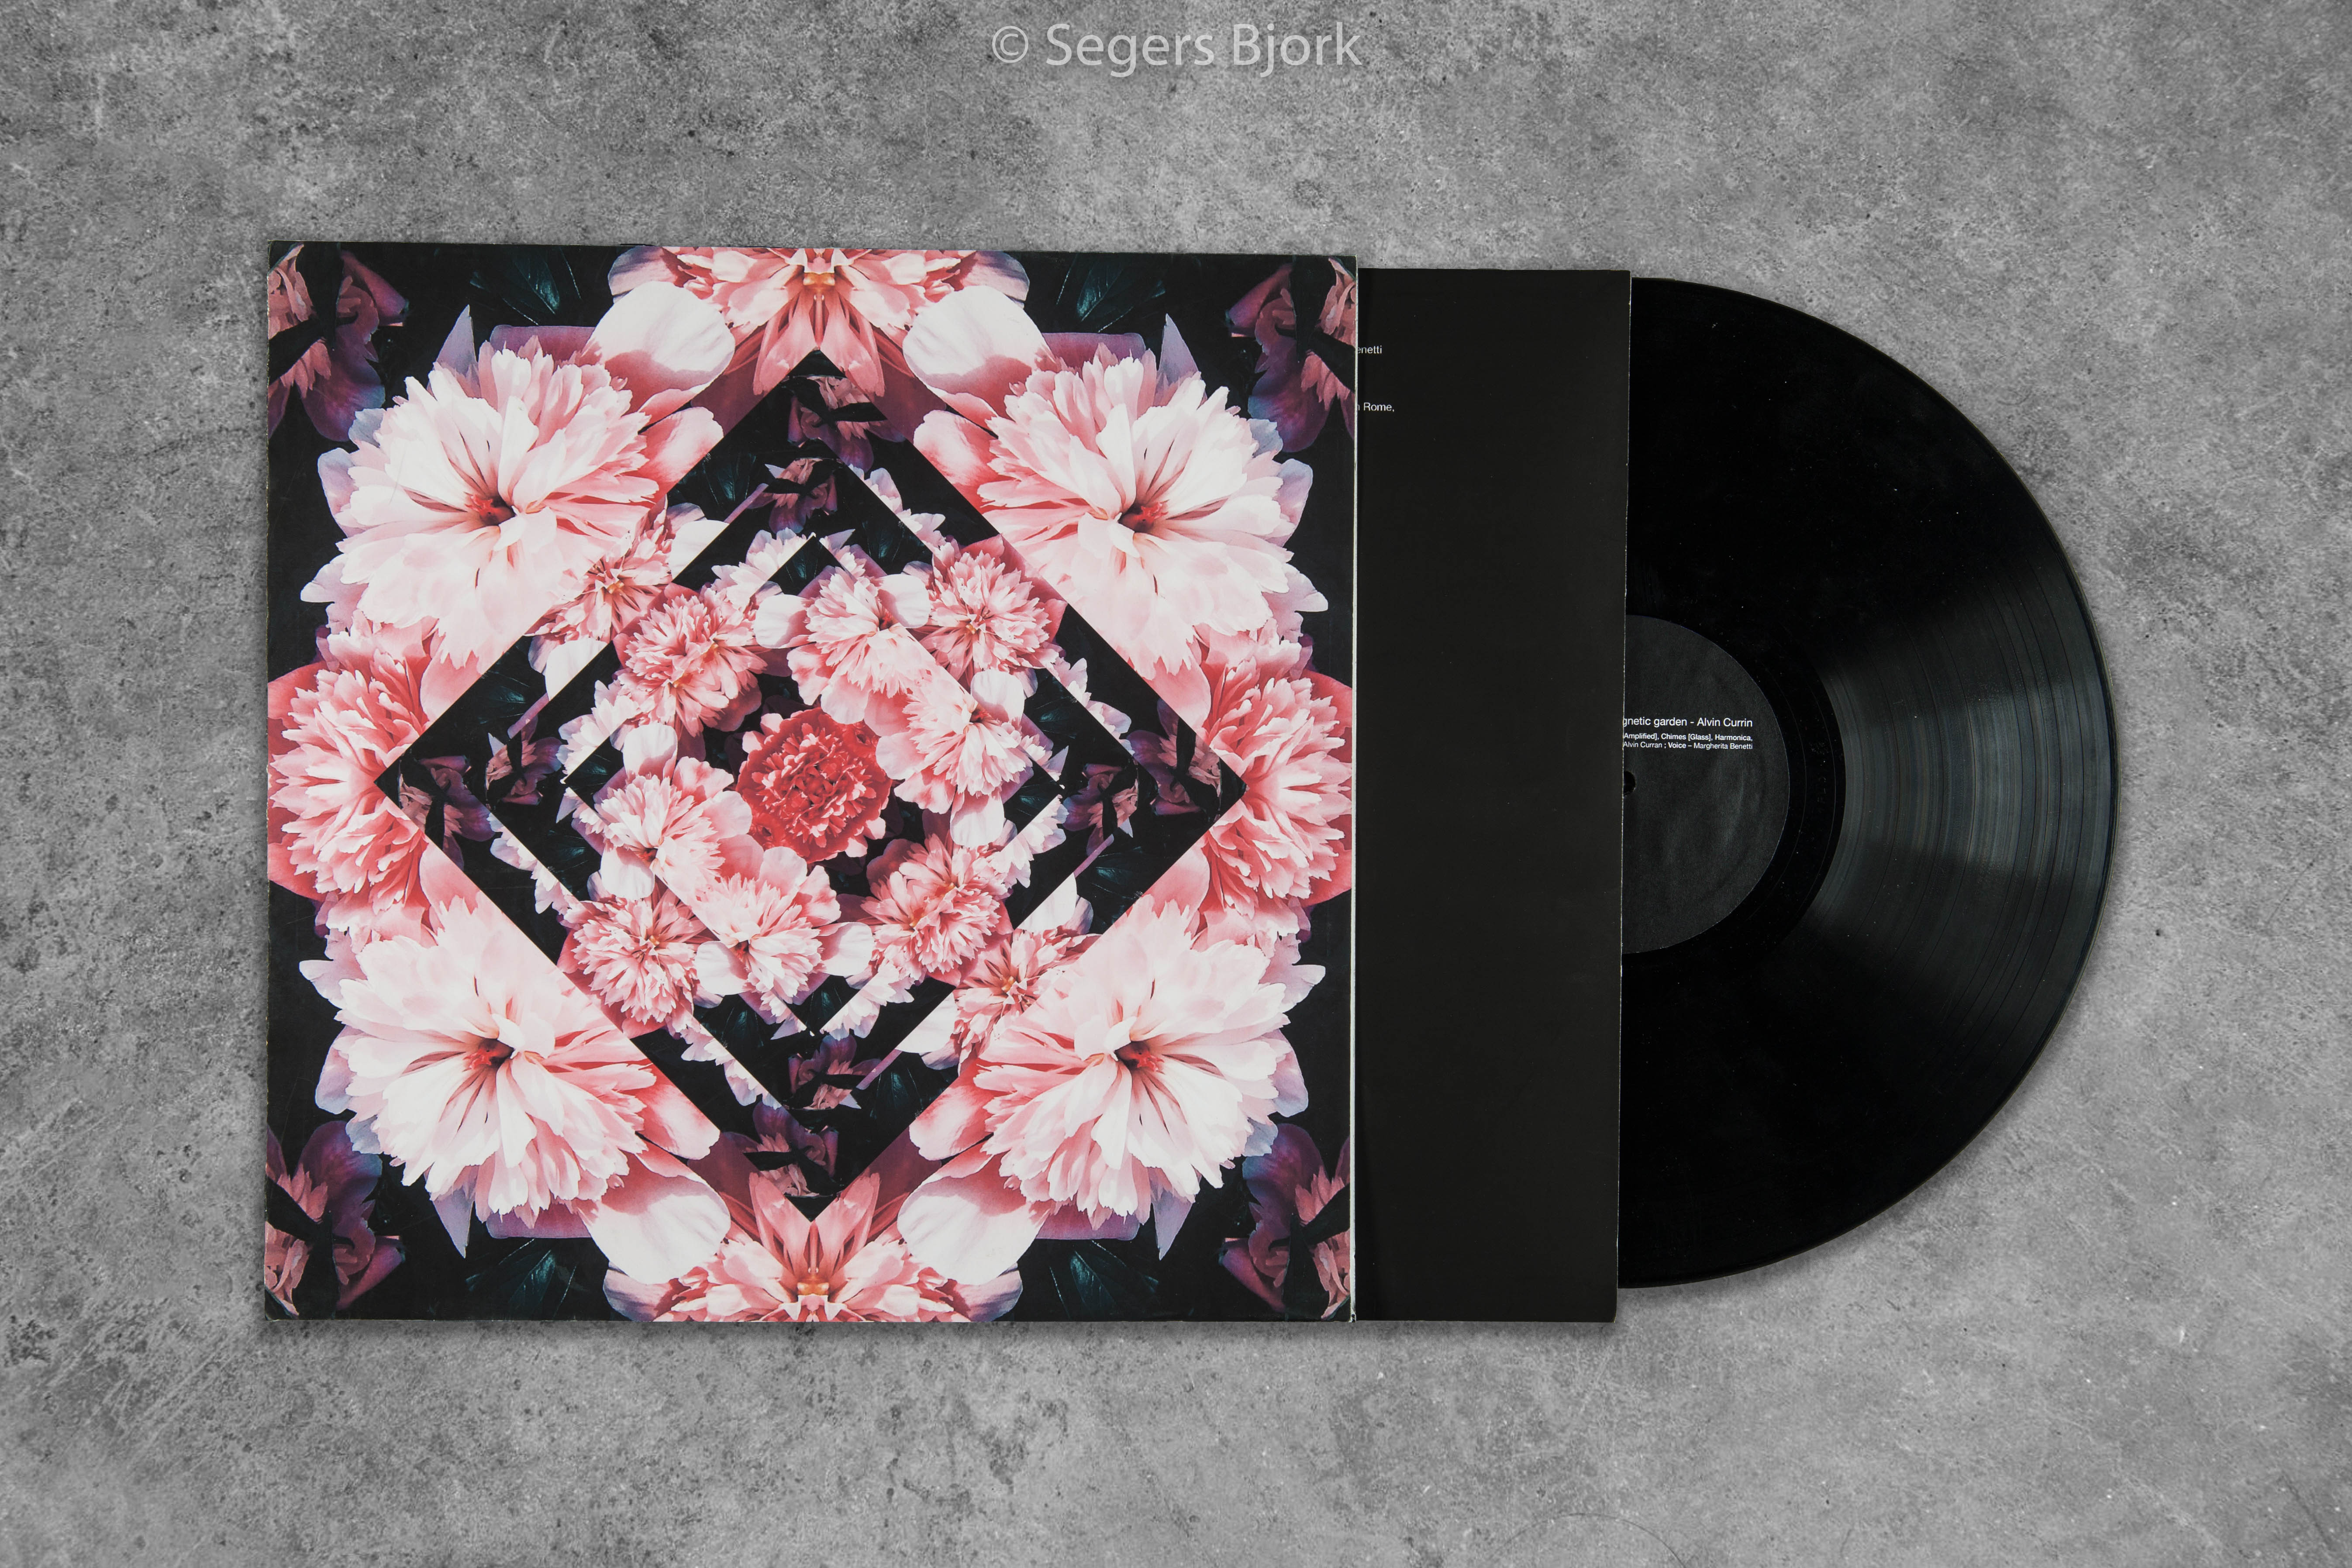 © Segers Bjork
enetti
Rome,
gnetic garden - Alvin Currin
Amplified], Chimes [Glass], Harmonica,
Alvin Curran ; Voice – Margherita Benetti